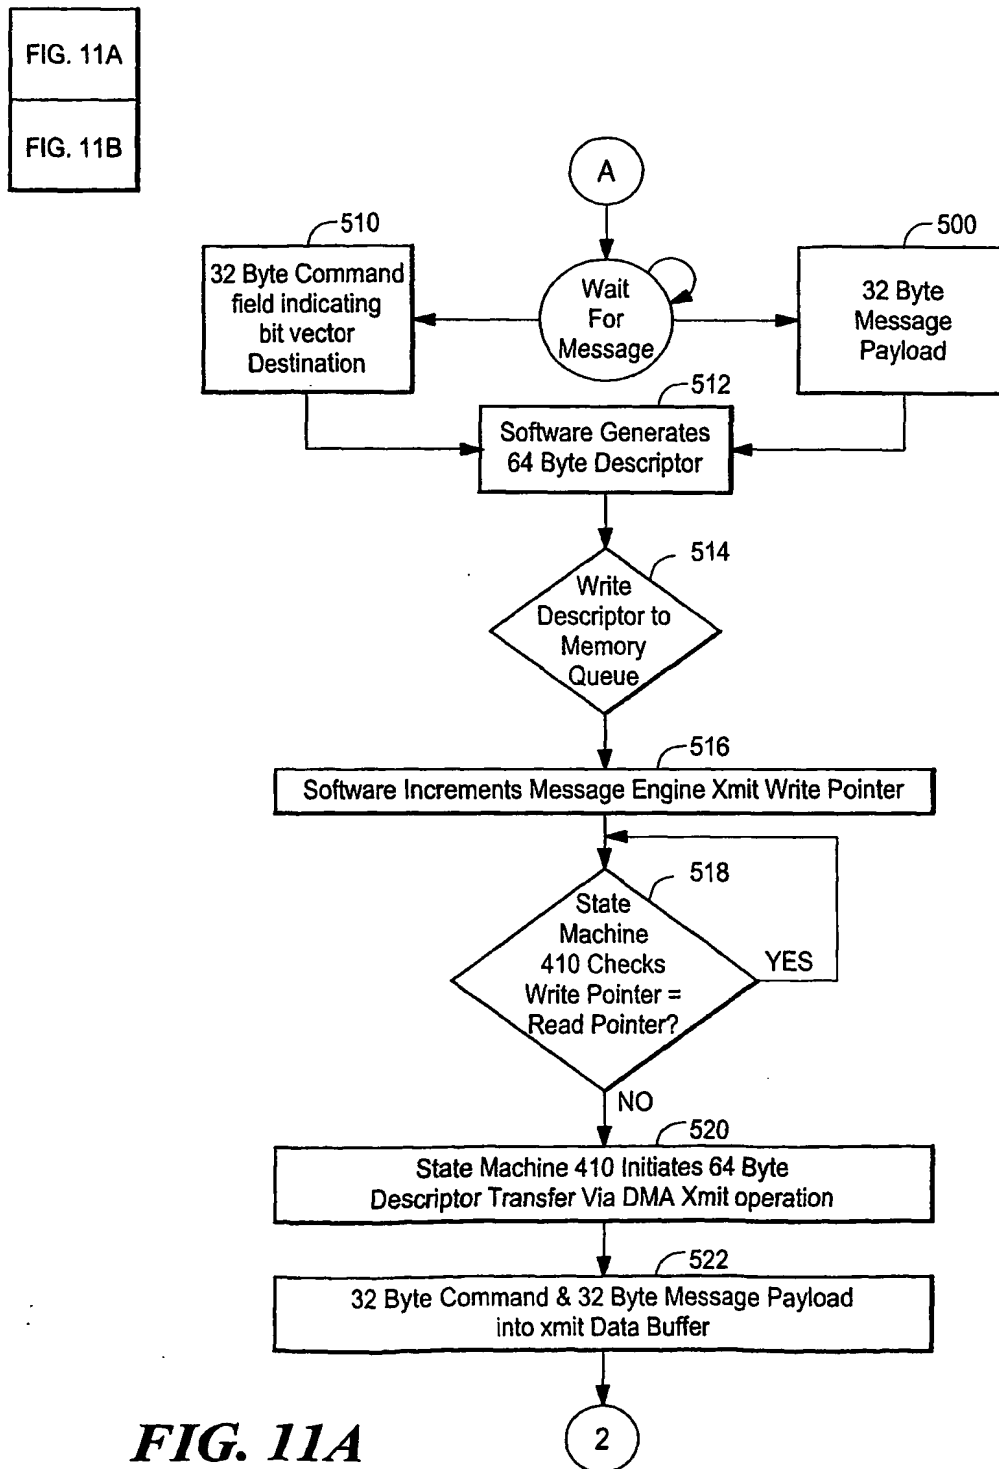 FIG. 11A
FIG. 11B
A
510
500
32 Byte Command
field indicating
bit vector
Destination
Wait
For
Message
32 Byte
Message
Payload
512
Software Generates
64 Byte Descriptor
514
Write
Descriptor to
Memory
Queue
516
Software Increments Message Engine Xmit Write Pointer
518
State
Machine
410 Checks
Write Pointer =
Read Pointer?
YES
NO
520
State Machine 410 Initiates 64 Byte
Descriptor Transfer Via DMA Xmit operation
522
32 Byte Command & 32 Byte Message Payload
into xmit Data Buffer
2
FIG. 11A